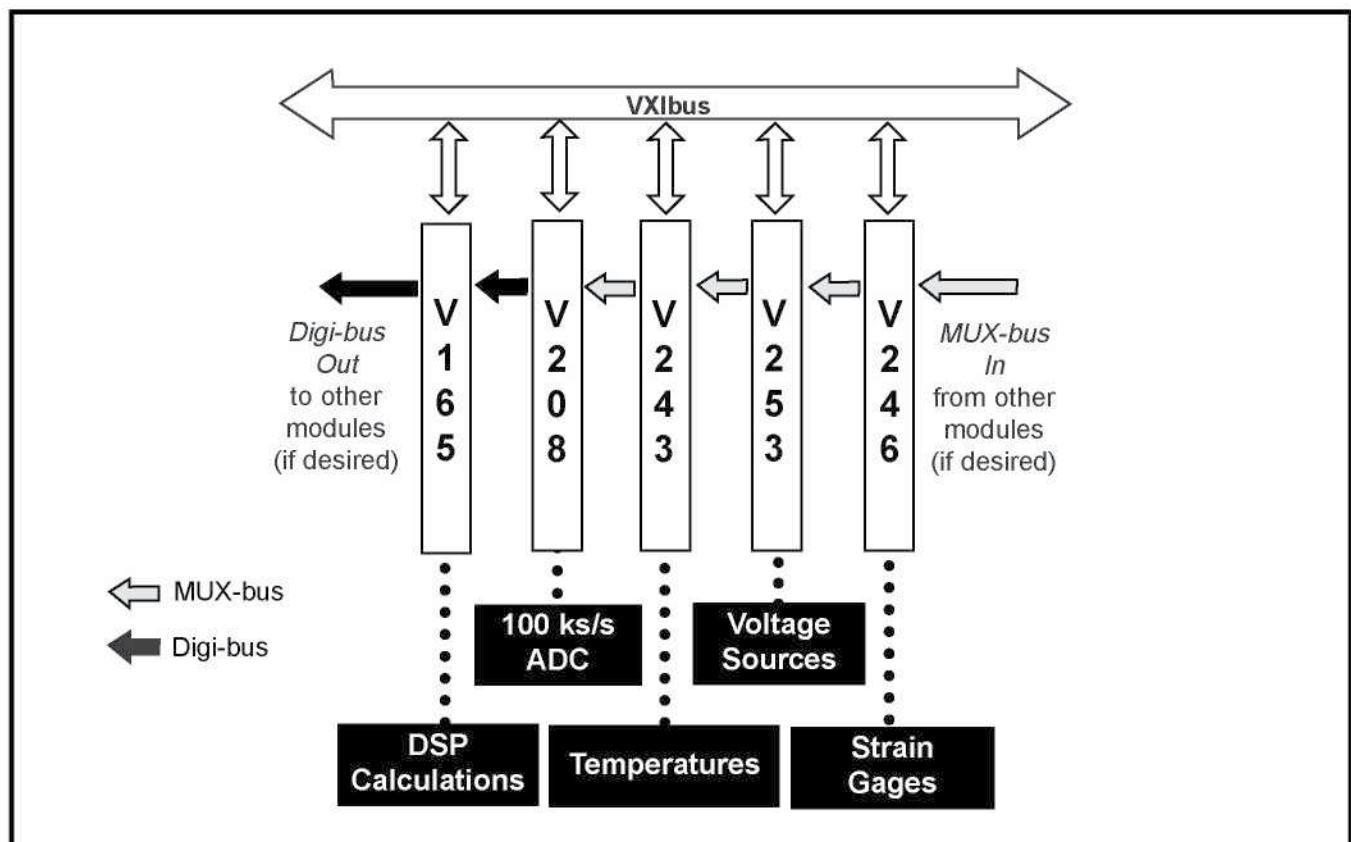 VXIbus
V
1
6
5
V
2
0
8
V
2
4
3
V
2
5
3
V
2
4
6
Digi-bus
Out
to other
modules
(if desired)
MUX-bus
In
from other
modules
(if desired)
MUX-bus
Digi-bus
100 ks/s
ADC
Voltage
Sources
DSP
Calculations
Temperatures
Strain
Gages